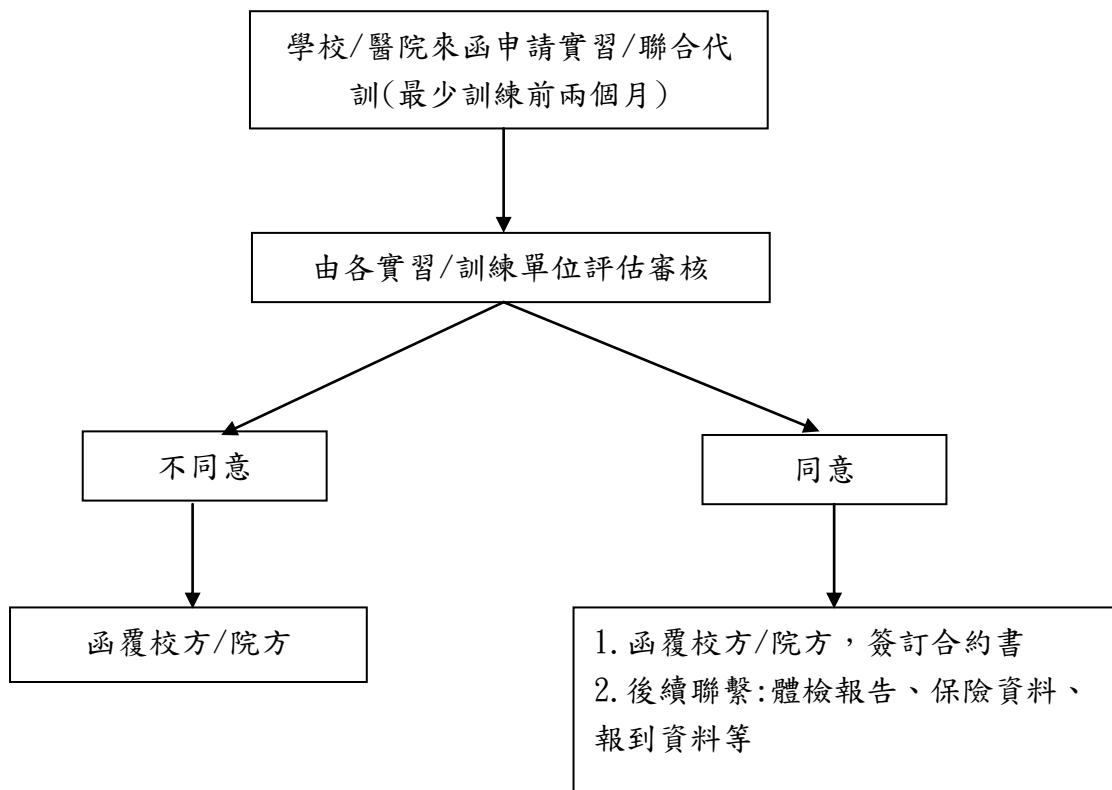 學校/醫院來函申請實習/聯合代
訓(最少訓練前兩個月)
由各實習/訓練單位評估審核
不同意
同意
函覆校方/院方
1.函覆校方/院方，簽訂合約書
2.後續聯繫:體檢報告、保險資料、
報到資料等